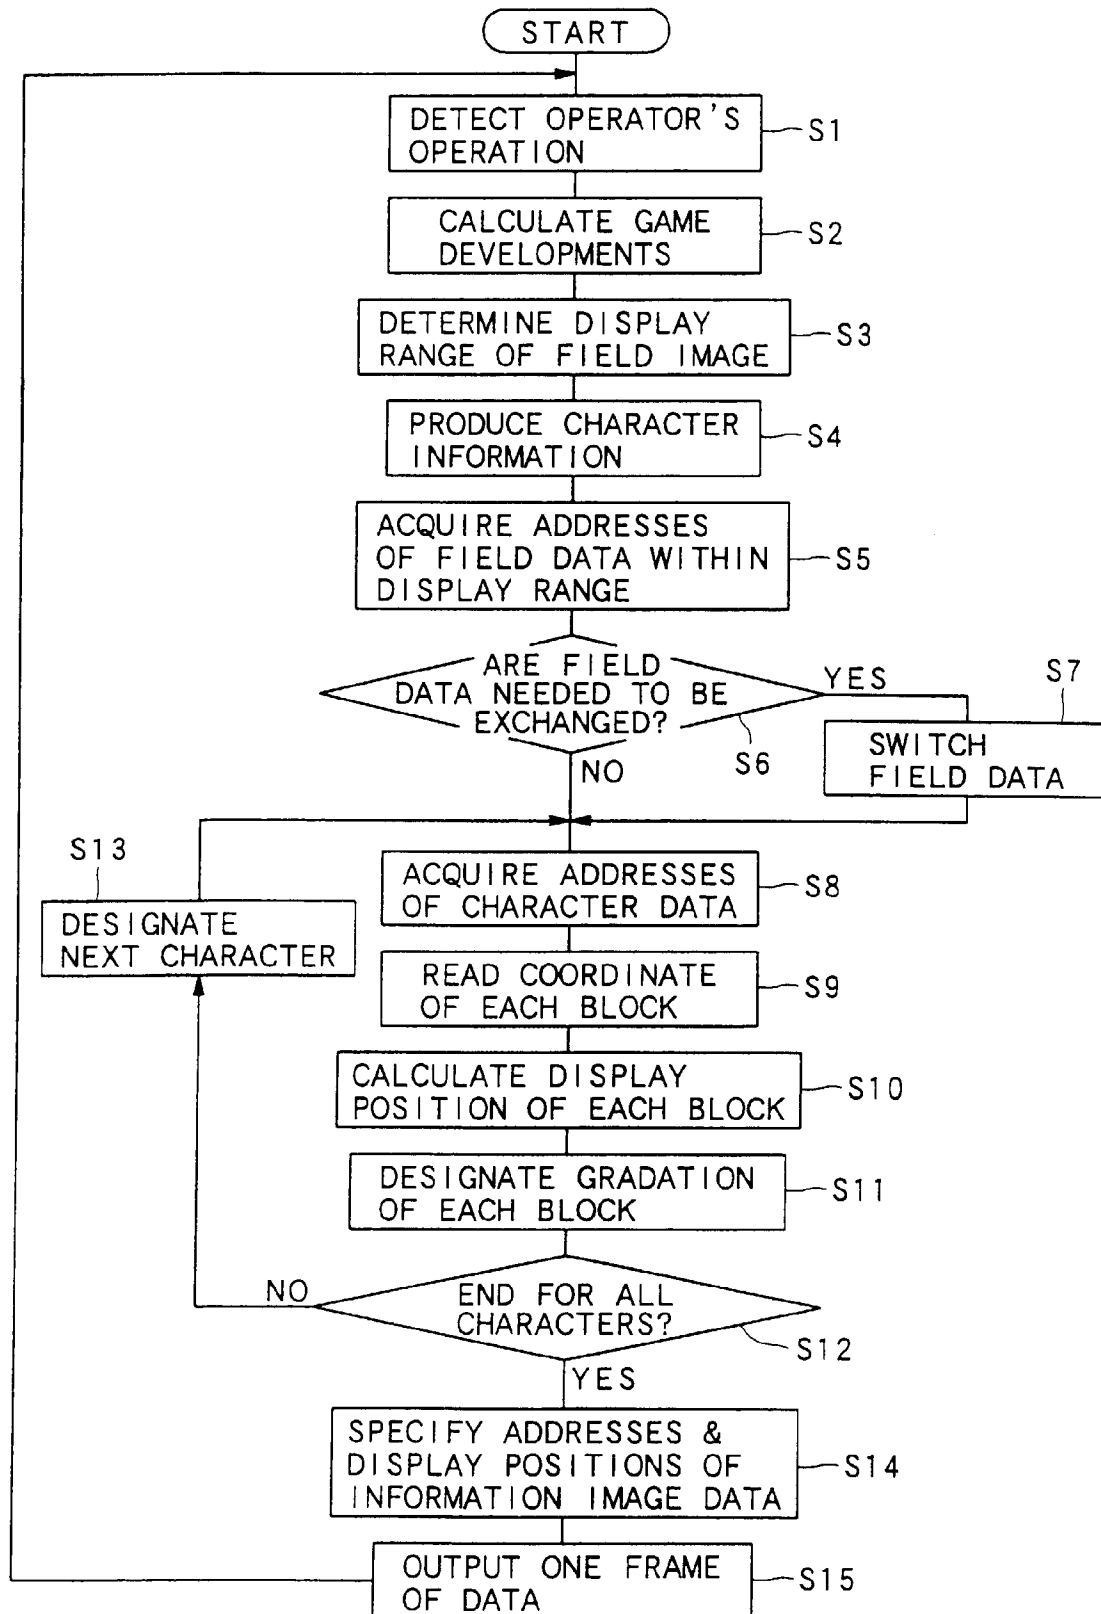 START
DETECT OPERATOR'S
OPERATION
S1
CALCULATE GAME
DEVELOPMENTS
S2
DETERMINE DISPLAY
RANGE OF FIELD IMAGE
S3
PRODUCE CHARACTER
INFORMATION
S4
ACQUIRE ADDRESSES
OF FIELD DATA WITHIN
DISPLAY RANGE
S5
ARE FIELD
DATA NEEDED TO BE
EXCHANGED?
S6
YES
S7
SWITCH
FIELD DATA
NO
S13
DESIGNATE
NEXT CHARACTER
ACQUIRE ADDRESSES
OF CHARACTER DATA
S8
READ COORDINATE
OF EACH BLOCK
S9
CALCULATE DISPLAY
POSITION OF EACH BLOCK
S10
DESIGNATE GRADATION
OF EACH BLOCK
S11
NO
END FOR ALL
CHARACTERS?
S12
YES
SPECIFY ADDRESSES &
DISPLAY POSITIONS OF
INFORMATION IMAGE DATA
S14
OUTPUT ONE FRAME
OF DATA
S15